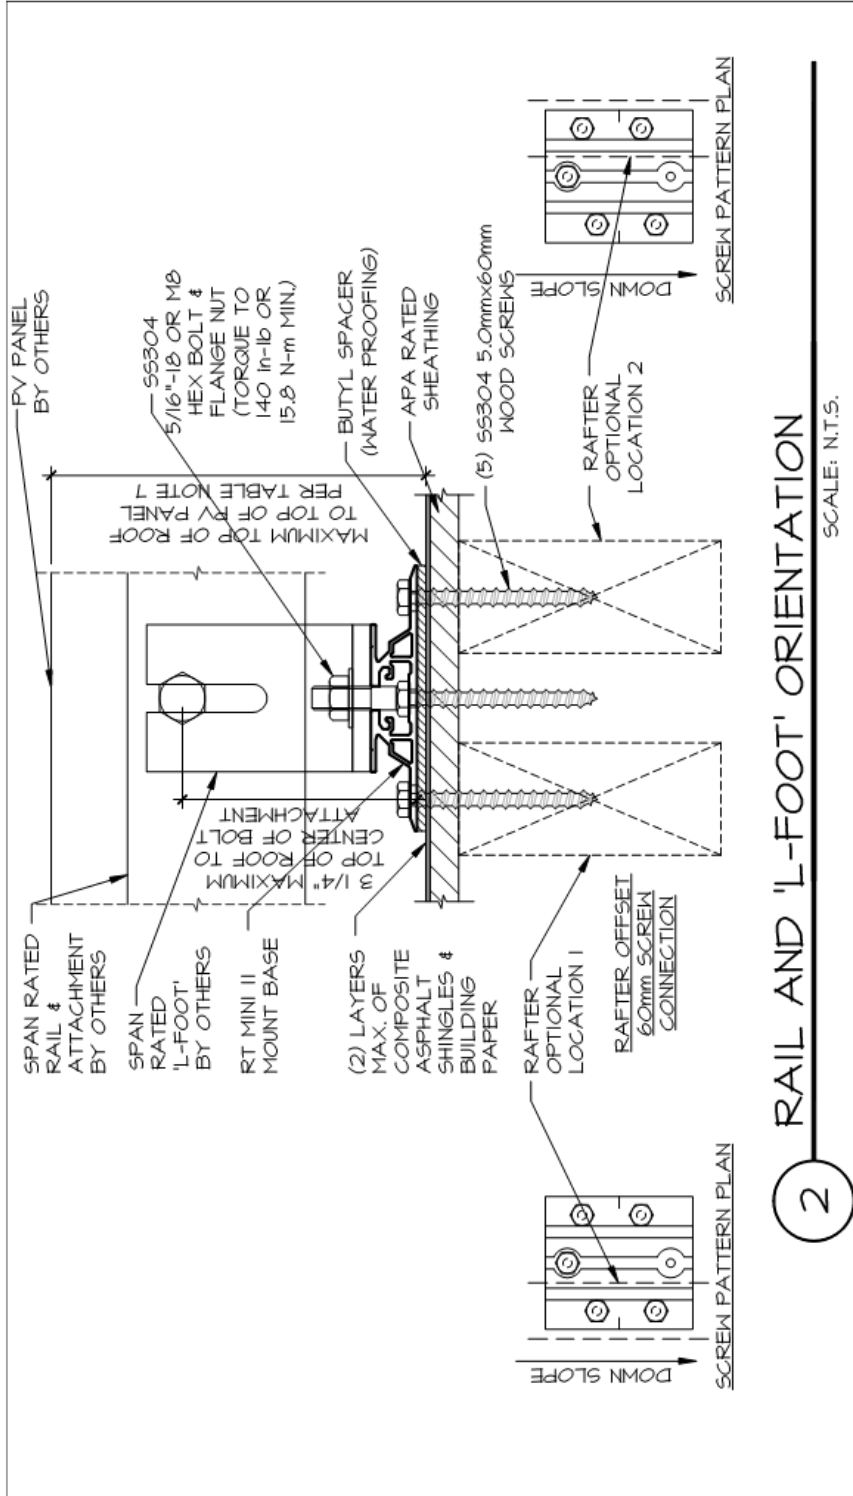 PV PANEL
BY OTHERS
SPAN RATED
RAIL &
ATTACHMENT
BY OTHERS
SPAN
RATED
'L-FOOT'
BY OTHERS
RT MINI II
MOUNT BASE
(2) LAYERS
MAX. OF
COMPOSITE
ASPHALT
SHINGLES &
BUILDING
PAPER
3 1/4" MAXIMUM
TOP OF ROOF TO
CENTER OF BOLT
ATTACHMENT
MAXIMUM TOP OF ROOF
TO TOP OF PV PANEL
PER TABLE NOTE 7
SS304
5/16"-18 OR M8
HEX BOLT &
FLANGE NUT
(TORQUE TO
140 in-lb OR
15.8 N-m MIN.)
BUTYL SPACER
(WATER PROOFING)
APA RATED
SHEATHING
(5) SS304 5.0mmx60mm
WOOD SCREWS
RAFTER
OPTIONAL
LOCATION 1
RAFTER OFFSET
60mm SCREW
CONNECTION
RAFTER
OPTIONAL
LOCATION 2
DOWN SLOPE
SCREW PATTERN PLAN
DOWN SLOPE
SCREW PATTERN PLAN
2
RAIL AND 'L-FOOT' ORIENTATION
SCALE: N.T.S.